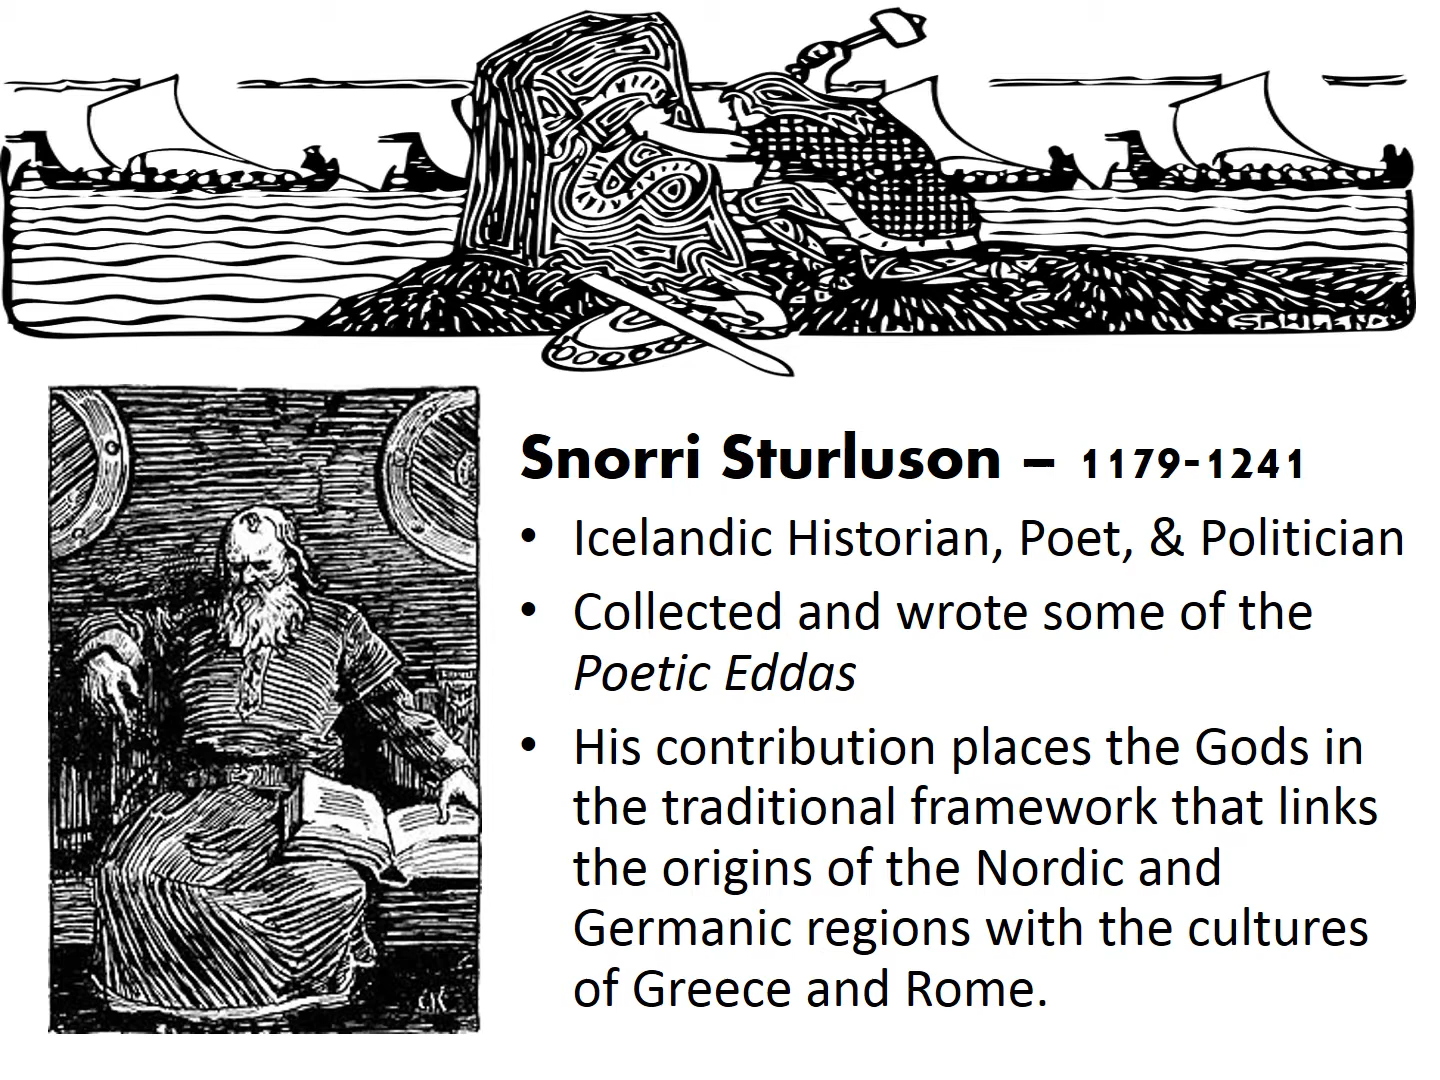 Snorri Sturluson – 1179-1241
• Icelandic Historian, Poet, & Politician
• Collected and wrote some of the
Poetic Eddas
• His contribution places the Gods in
the traditional framework that links
the origins of the Nordic and
Germanic regions with the cultures
of Greece and Rome.